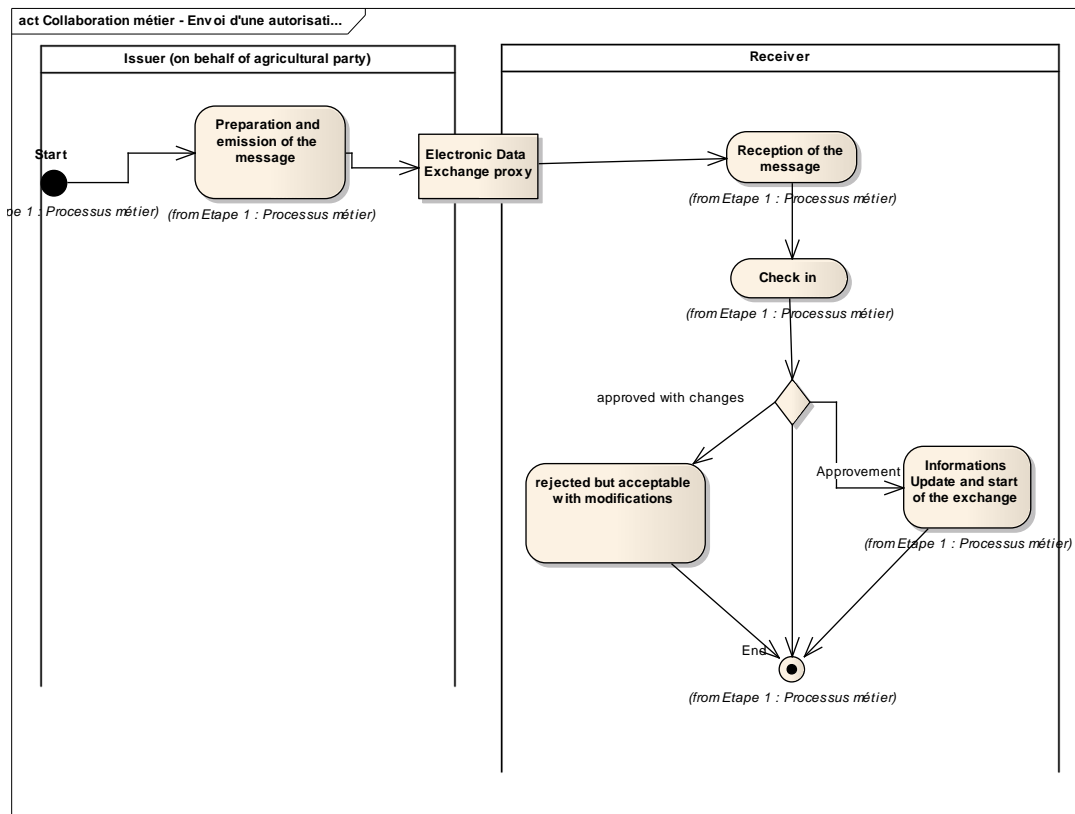 act Collaboration métier - Envoi d'une autorisati...
Issuer (on behalf of agricultural party)
Receiver
Start
Preparation and
emission of the
message
Electronic Data
Exchange proxy
Reception of the
message
pe 1 : Processus métier)
(from Etape 1 : Processus métier)
(from Etape 1 : Processus métier)
Check in
(from Etape 1 : Processus métier)
approved with changes
rejected but acceptable
with modifications
Approvement
Informations
Update and start
of the exchange
(from Etape 1 : Processus métier)
End
(from Etape 1 : Processus métier)